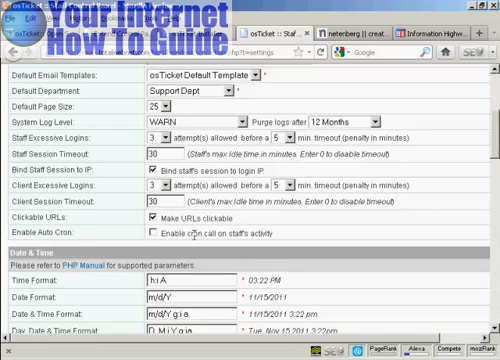 osTicket :: Staff Control Panel - Mozilla Firefox
Your Internet
How To Guide
osTicket :: Staf...
netenberg [ r...
Information Highw...
?t=settings
Google
Default Email Templates: osTicket Default Template *
Default Department: Support Dept *
Default Page Size: 25
System Log Level: WARN Purge logs after 12 Months
Staff Excessive Logins: 3 attempt(s) allowed before a 5 min. timeout (penalty in minutes)
Staff Session Timeout: 30 (Staff's max Idle time in minutes. Enter 0 to disable timeout)
Bind Staff Session to IP: Bind staff's session to login IP.
Client Excessive Logins: 3 attempt(s) allowed before a 5 min. timeout (penalty in minutes)
Client Session Timeout: 30 (Client's max idle time in minutes. Enter 0 to disable timeout)
Clickable URLs: Make URLs clickable
Enable Auto Cron: Enable cron call on staff's activity
Date & Time
Please refer to PHP Manual for supported parameters.
Time Format: h:i A * 03:22 PM
Date Format: m/d/Y * 11/15/2011
Date & Time Format: m/d/Y g:i a * 11/15/2011 3:22 pm
Day, Date & Time Format: D, M j Y g:ia * Tue, Nov 15 2011 3:22pm
PageRank Alexa Compete mozRank